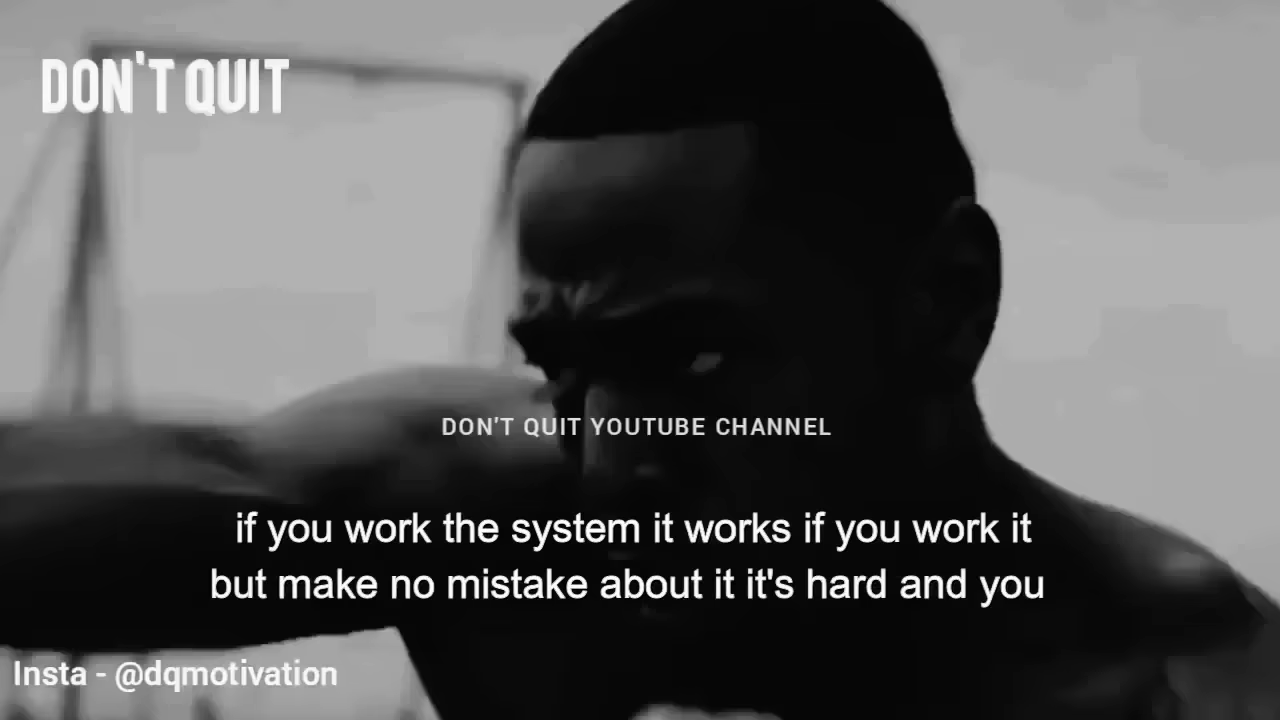 DON'T QUIT
DON'T QUIT YOUTUBE CHANNEL
if you work the system it works if you work it
but make no mistake about it it's hard and you
Insta - @dqmotivation